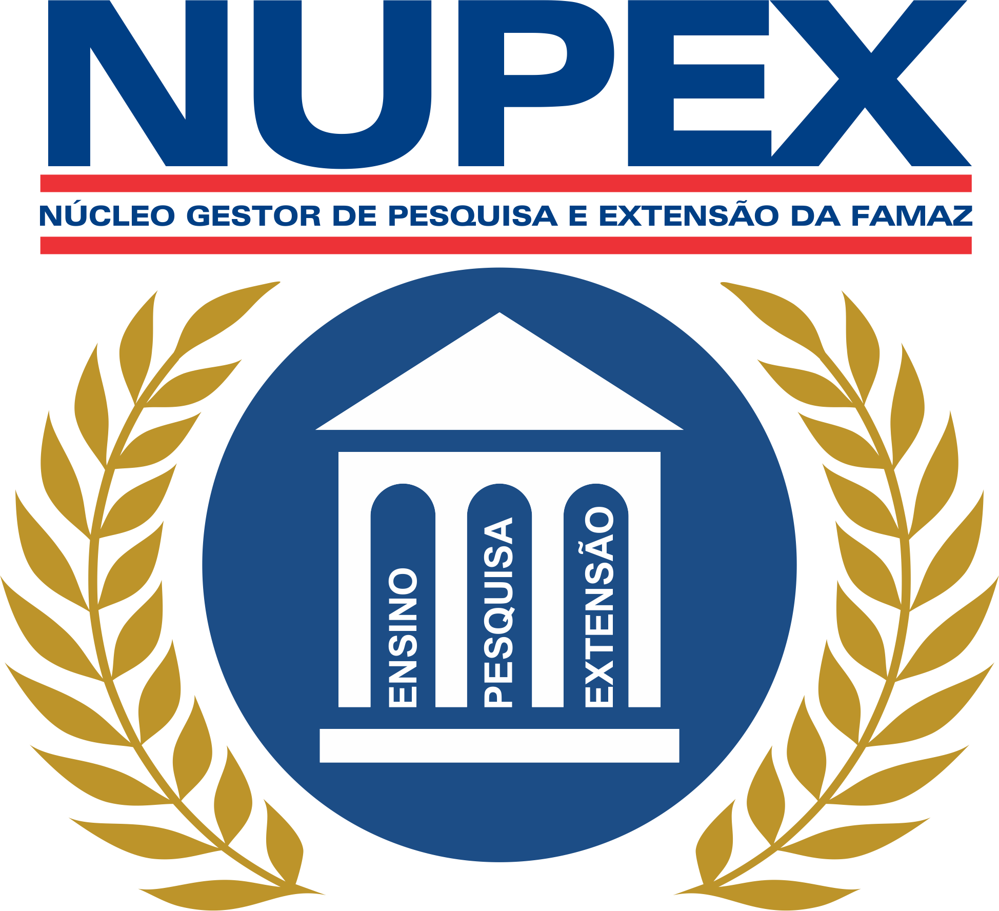 NUPEX
NÚCLEO GESTOR DE PESQUISA E EXTENSÃO DA FAMAZ
ENSINO
PESQUISA
EXTENSÃO